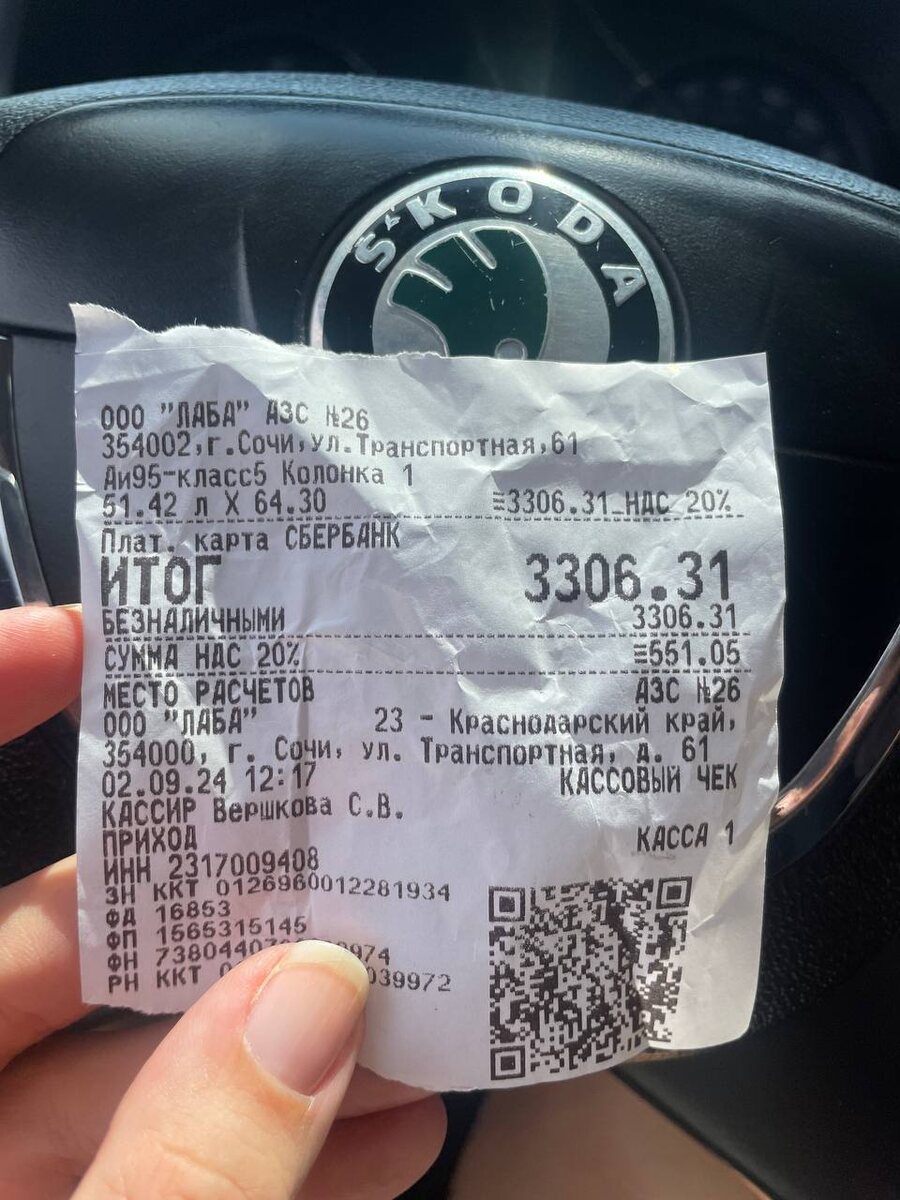 ŠKODA
ООО "ЛАБА" АЗС №26
354002,г.Сочи,ул.Транспортная,61
Аи95-класс5 Колонка 1
51.42 л X 64.30 ≡3306.31_НДС 20%
Плат. карта СБЕРБАНК
ИТОГ 3306.31
БЕЗНАЛИЧНЫМИ 3306.31
СУММА НДС 20% ≡551.05
МЕСТО РАСЧЕТОВ АЗС №26
ООО "ЛАБА" 23 - Краснодарский край,
354000, г. Сочи, ул. Транспортная, д. 61
02.09.24 12:17 КАССОВЫЙ ЧЕК
КАССИР Вершкова С.В.
ПРИХОД КАССА 1
ИНН 2317009408
ЗН ККТ 0126960012281934
ФД 16853
ФП 1565315145
ФН
РН ККТ